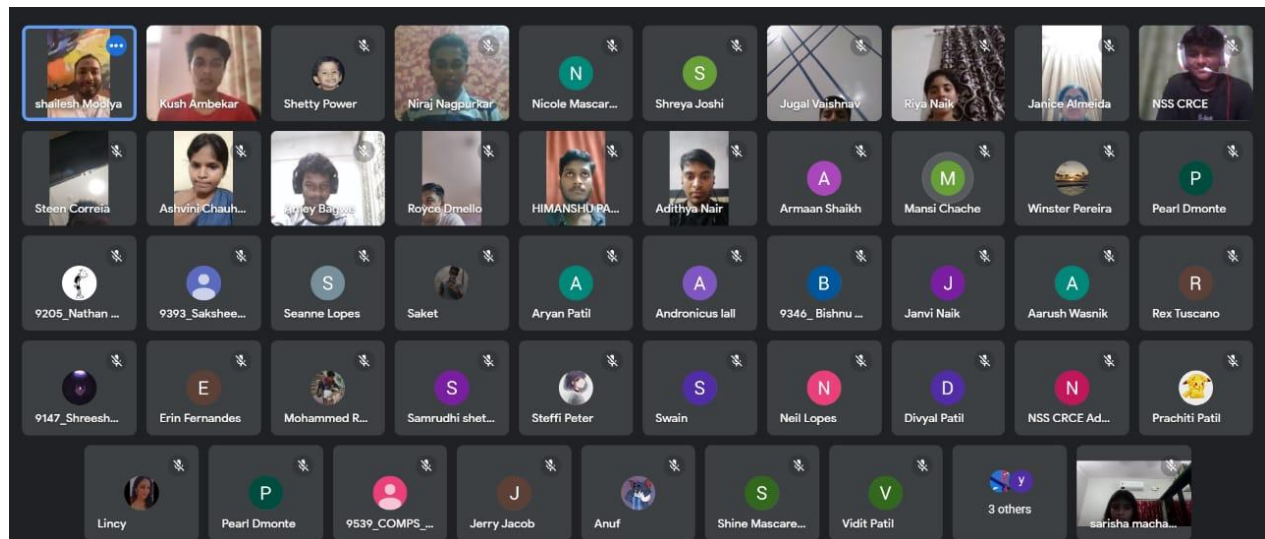 shailesh Moolya
Kush Ambekar
Shetty Power
Niraj Nagpurkar
N
Nicole Mascar...
S
Shreya Joshi
Jugal Vaishnav
Riya Naik
Janice Almeida
NSS CRCE
Steen Correia
Ashvini Chauh...
Amey Bagwe
Royce Dmello
HIMANSHU PA...
Adithya Nair
A
Armaan Shaikh
M
Mansi Chache
Winster Pereira
P
Pearl Dmonte
9205_Nathan ...
9393_Sakshee...
S
Seanne Lopes
Saket
A
Aryan Patil
A
Andronicus lall
B
9346_ Bishnu ...
J
Janvi Naik
A
Aarush Wasnik
R
Rex Tuscano
9147_Shreesh...
E
Erin Fernandes
Mohammed R...
S
Samrudhi shet...
Steffi Peter
S
Swain
N
Neil Lopes
D
Divyal Patil
N
NSS CRCE Ad...
Prachiti Patil
Lincy
P
Pearl Dmonte
9539_COMPS_...
J
Jerry Jacob
Anuf
S
Shine Mascare...
V
Vidit Patil
y
3 others
sarisha macha...